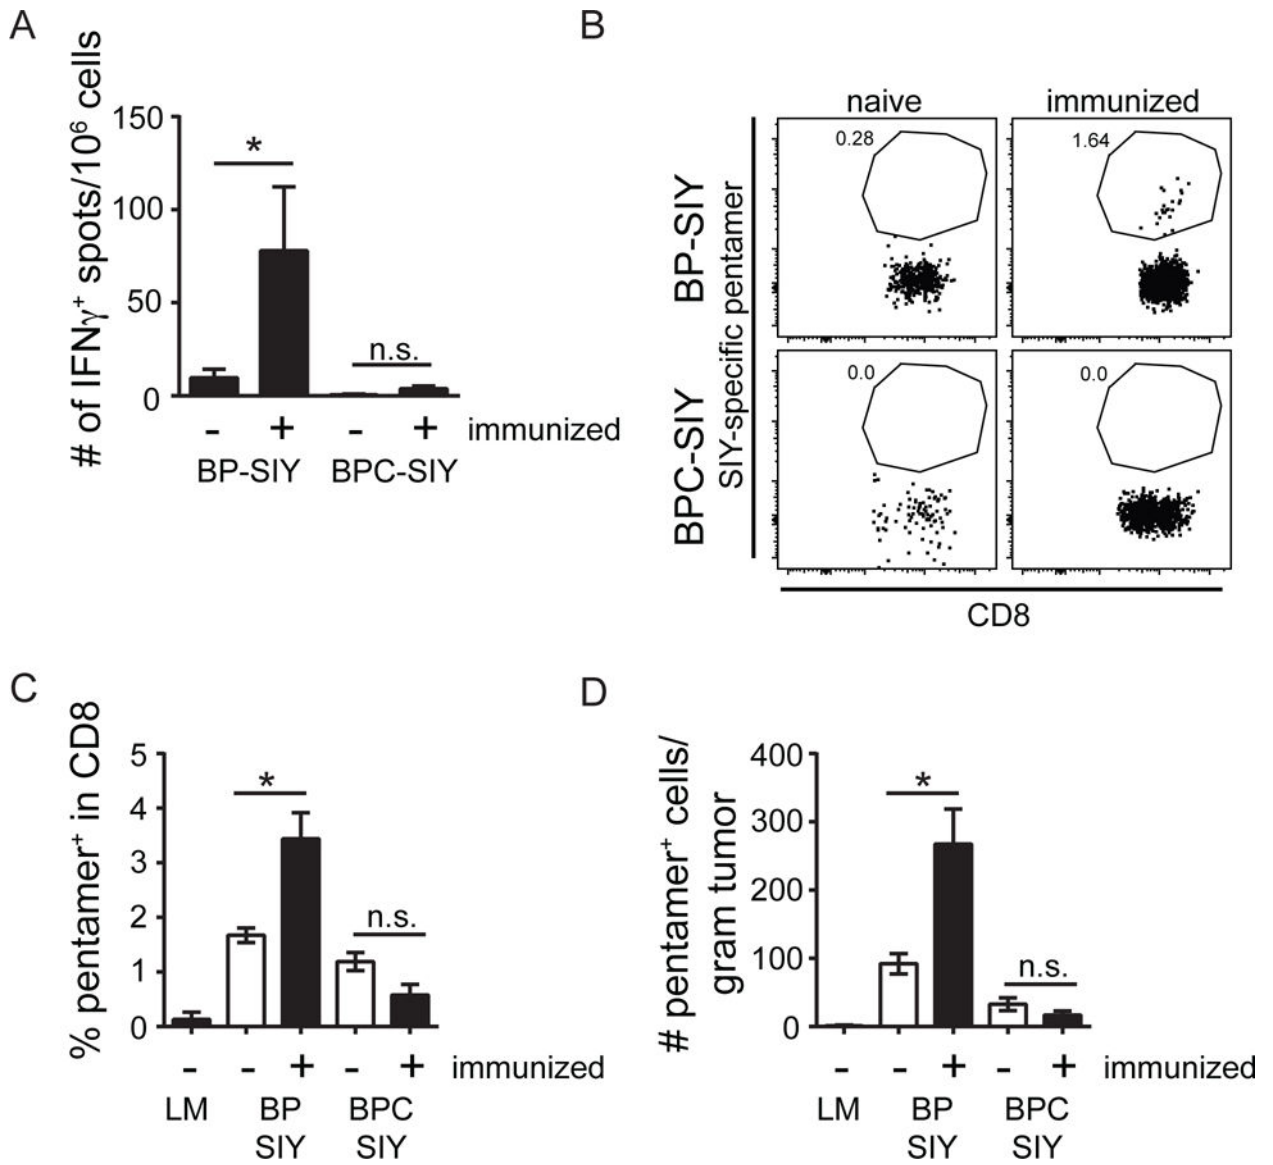 A
# of IFNγ⁺ spots/10⁶ cells
150
100
50
0
*
n.s.
- + - + immunized
BP-SIY BPC-SIY
B
naive immunized
BP-SIY
BPC-SIY
SIY-specific pentamer
0.28
1.64
0.0
0.0
CD8
C
% pentamer⁺ in CD8
5
4
3
2
1
0
*
n.s.
- - + - + immunized
LM BP BPC
SIY SIY
D
# pentamer⁺ cells/
gram tumor
400
300
200
100
0
*
n.s.
- - + - + immunized
LM BP BPC
SIY SIY